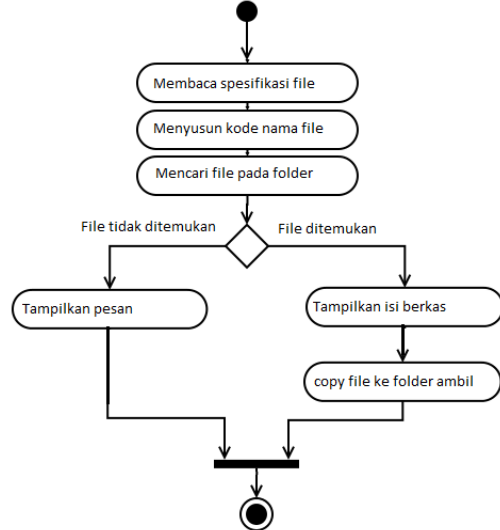 Membaca spesifikasi file
Menyusun kode nama file
Mencari file pada folder
File tidak ditemukan
File ditemukan
Tampilkan pesan
Tampilkan isi berkas
copy file ke folder ambil